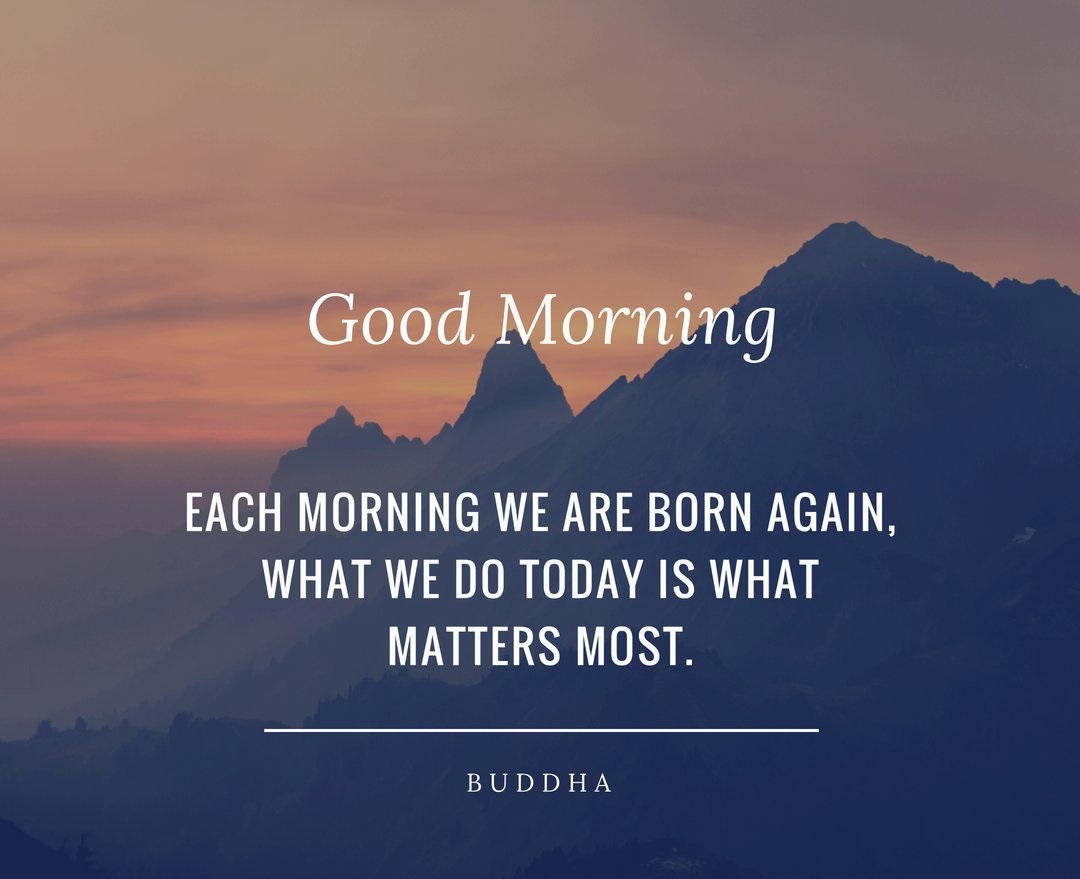 Good Morning
EACH MORNING WE ARE BORN AGAIN,
WHAT WE DO TODAY IS WHAT
MATTERS MOST.
BUDDHA